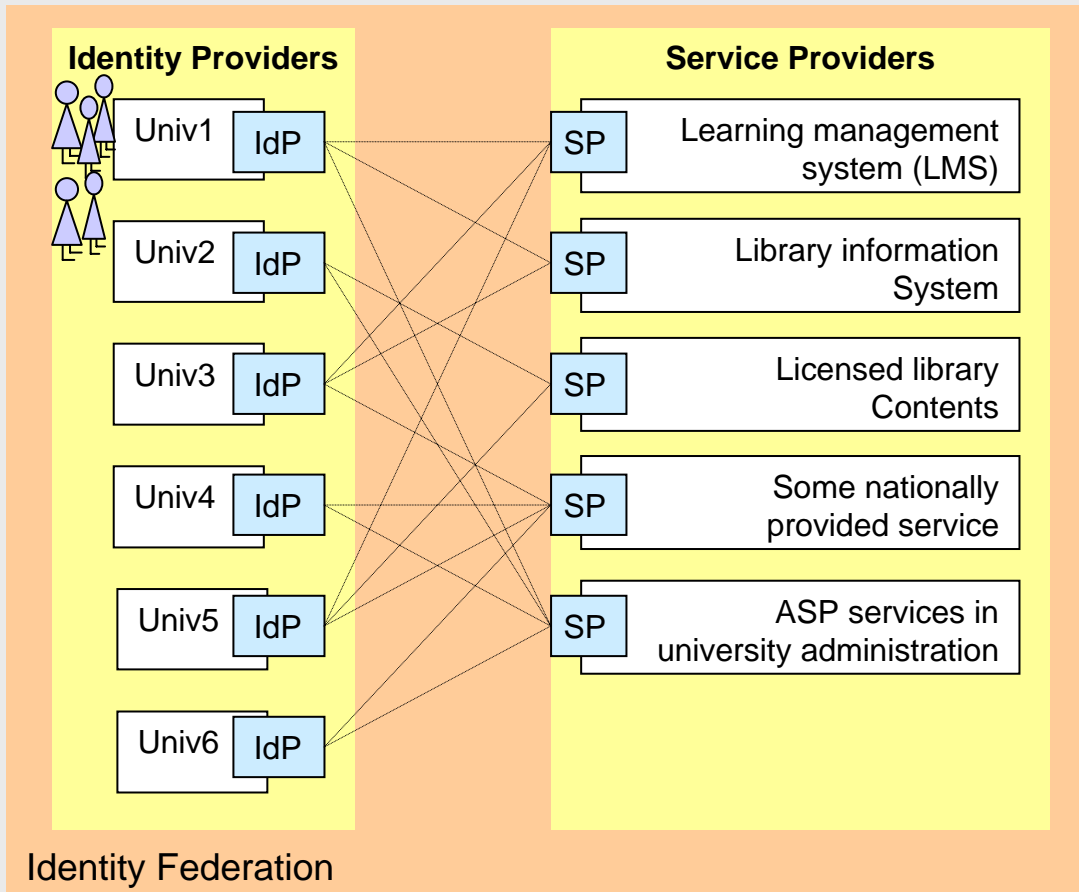 Identity Providers
Service Providers
Univ1
IdP
SP
Learning management
system (LMS)
Univ2
IdP
SP
Library information
System
Univ3
IdP
SP
Licensed library
Contents
Univ4
IdP
SP
Some nationally
provided service
Univ5
IdP
SP
ASP services in
university administration
Univ6
IdP
Identity Federation